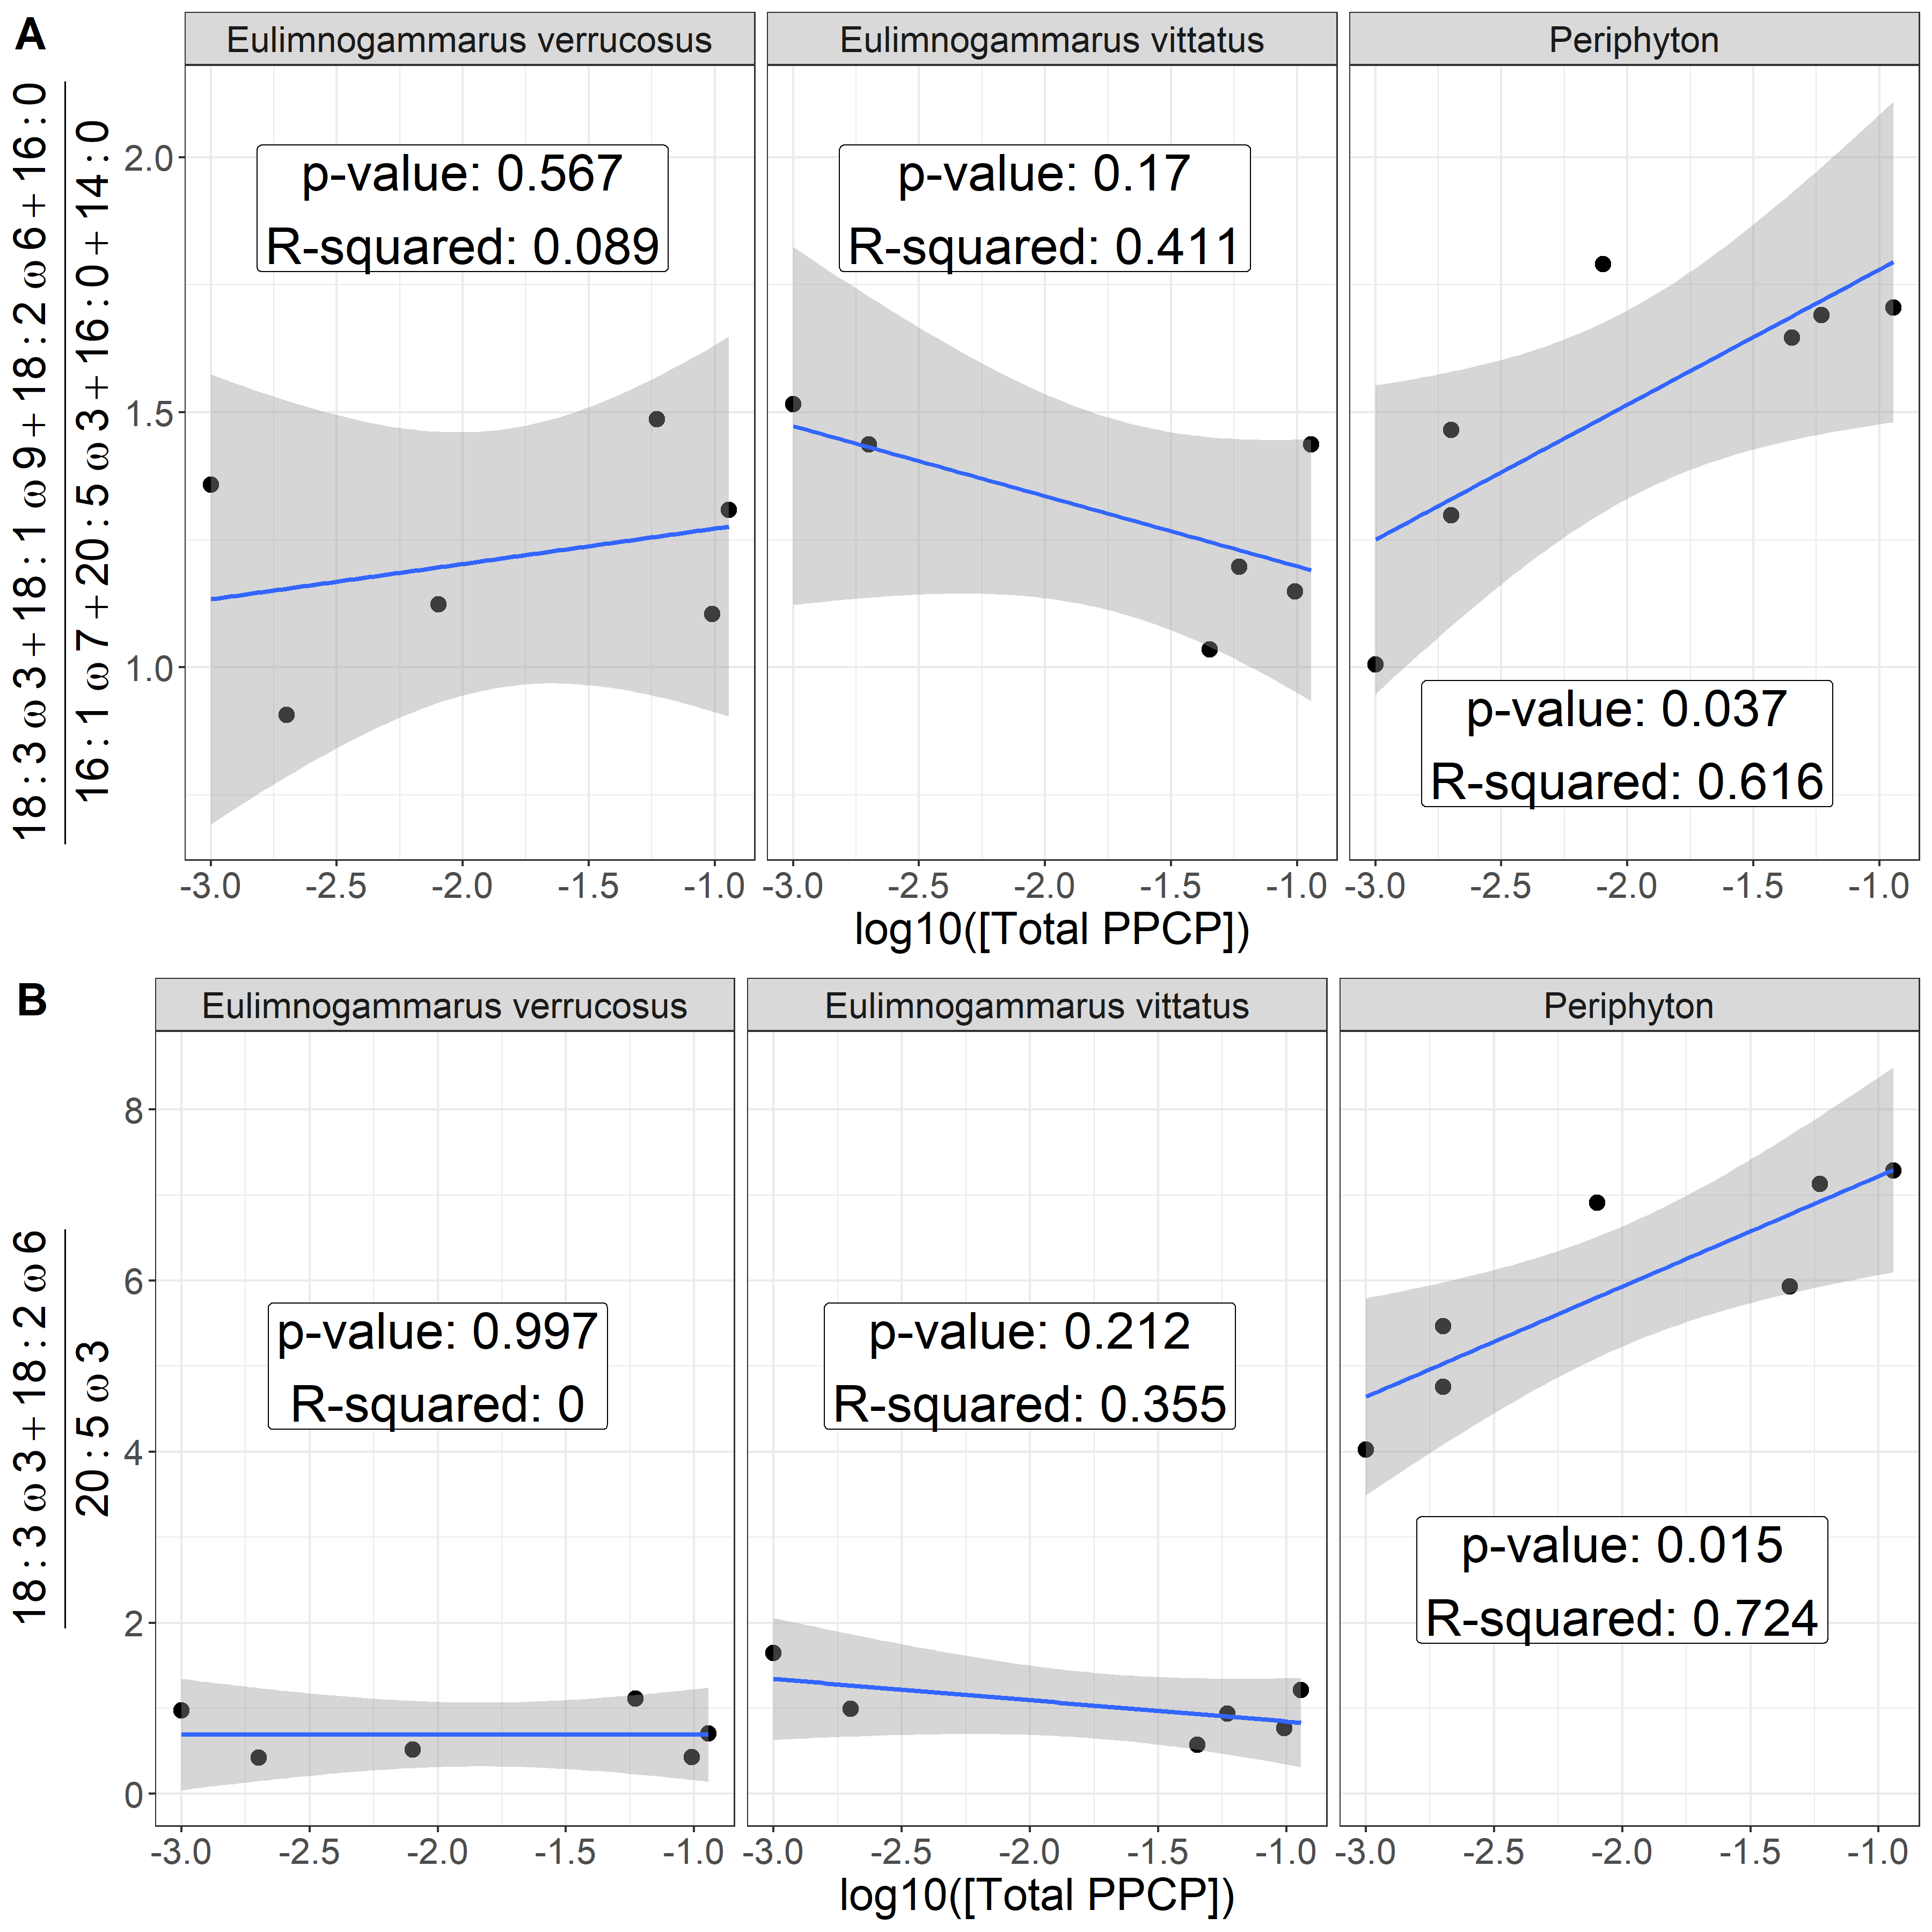 A
Eulimnogammarus verrucosus
Eulimnogammarus vittatus
Periphyton
18:3ω3+18:1ω9+18:2ω6+16:0
16:1ω7+20:5ω3+16:0+14:0
2.0
1.5
1.0
p-value: 0.567
R-squared: 0.089
p-value: 0.17
R-squared: 0.411
p-value: 0.037
R-squared: 0.616
-3.0 -2.5 -2.0 -1.5 -1.0
-3.0 -2.5 -2.0 -1.5 -1.0
-3.0 -2.5 -2.0 -1.5 -1.0
log10([Total PPCP])
B
Eulimnogammarus verrucosus
Eulimnogammarus vittatus
Periphyton
18:3ω3+18:2ω6
20:5ω3
8
6
4
2
0
p-value: 0.997
R-squared: 0
p-value: 0.212
R-squared: 0.355
p-value: 0.015
R-squared: 0.724
-3.0 -2.5 -2.0 -1.5 -1.0
-3.0 -2.5 -2.0 -1.5 -1.0
-3.0 -2.5 -2.0 -1.5 -1.0
log10([Total PPCP])